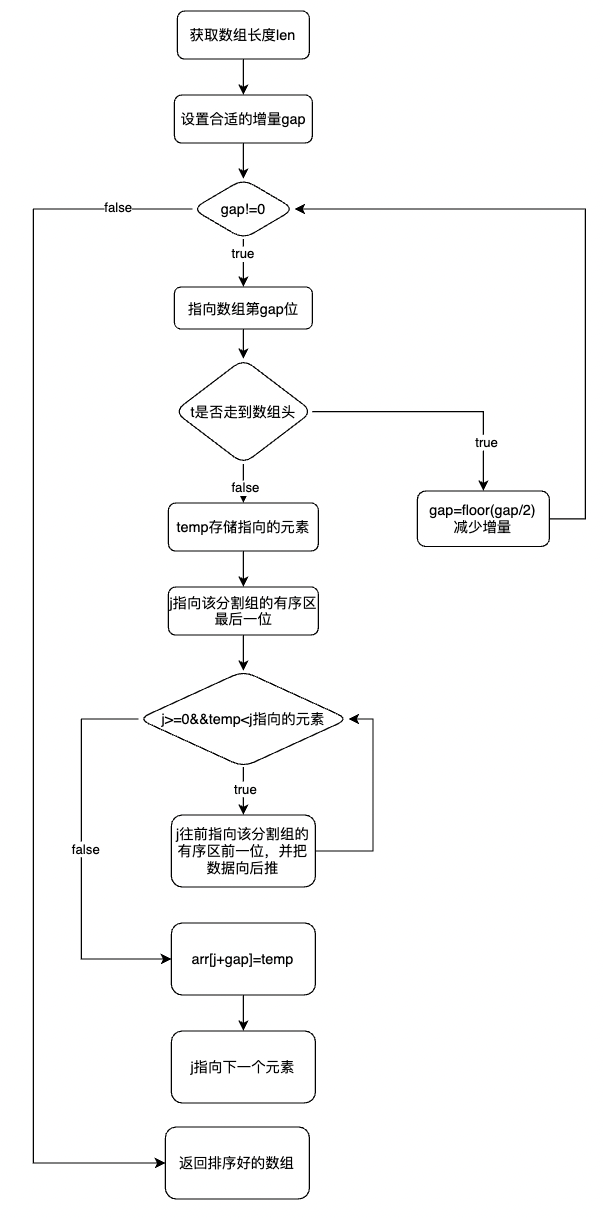 获取数组长度len
设置合适的增量gap
false
gap!=0
true
指向数组第gap位
t是否走到数组头
true
false
gap=floor(gap/2)
减少增量
temp存储指向的元素
j指向该分割组的有序区
最后一位
j>=0&&temp<j指向的元素
true
false
j往前指向该分割组的
有序区前一位，并把
数据向后推
arr[j+gap]=temp
j指向下一个元素
返回排序好的数组